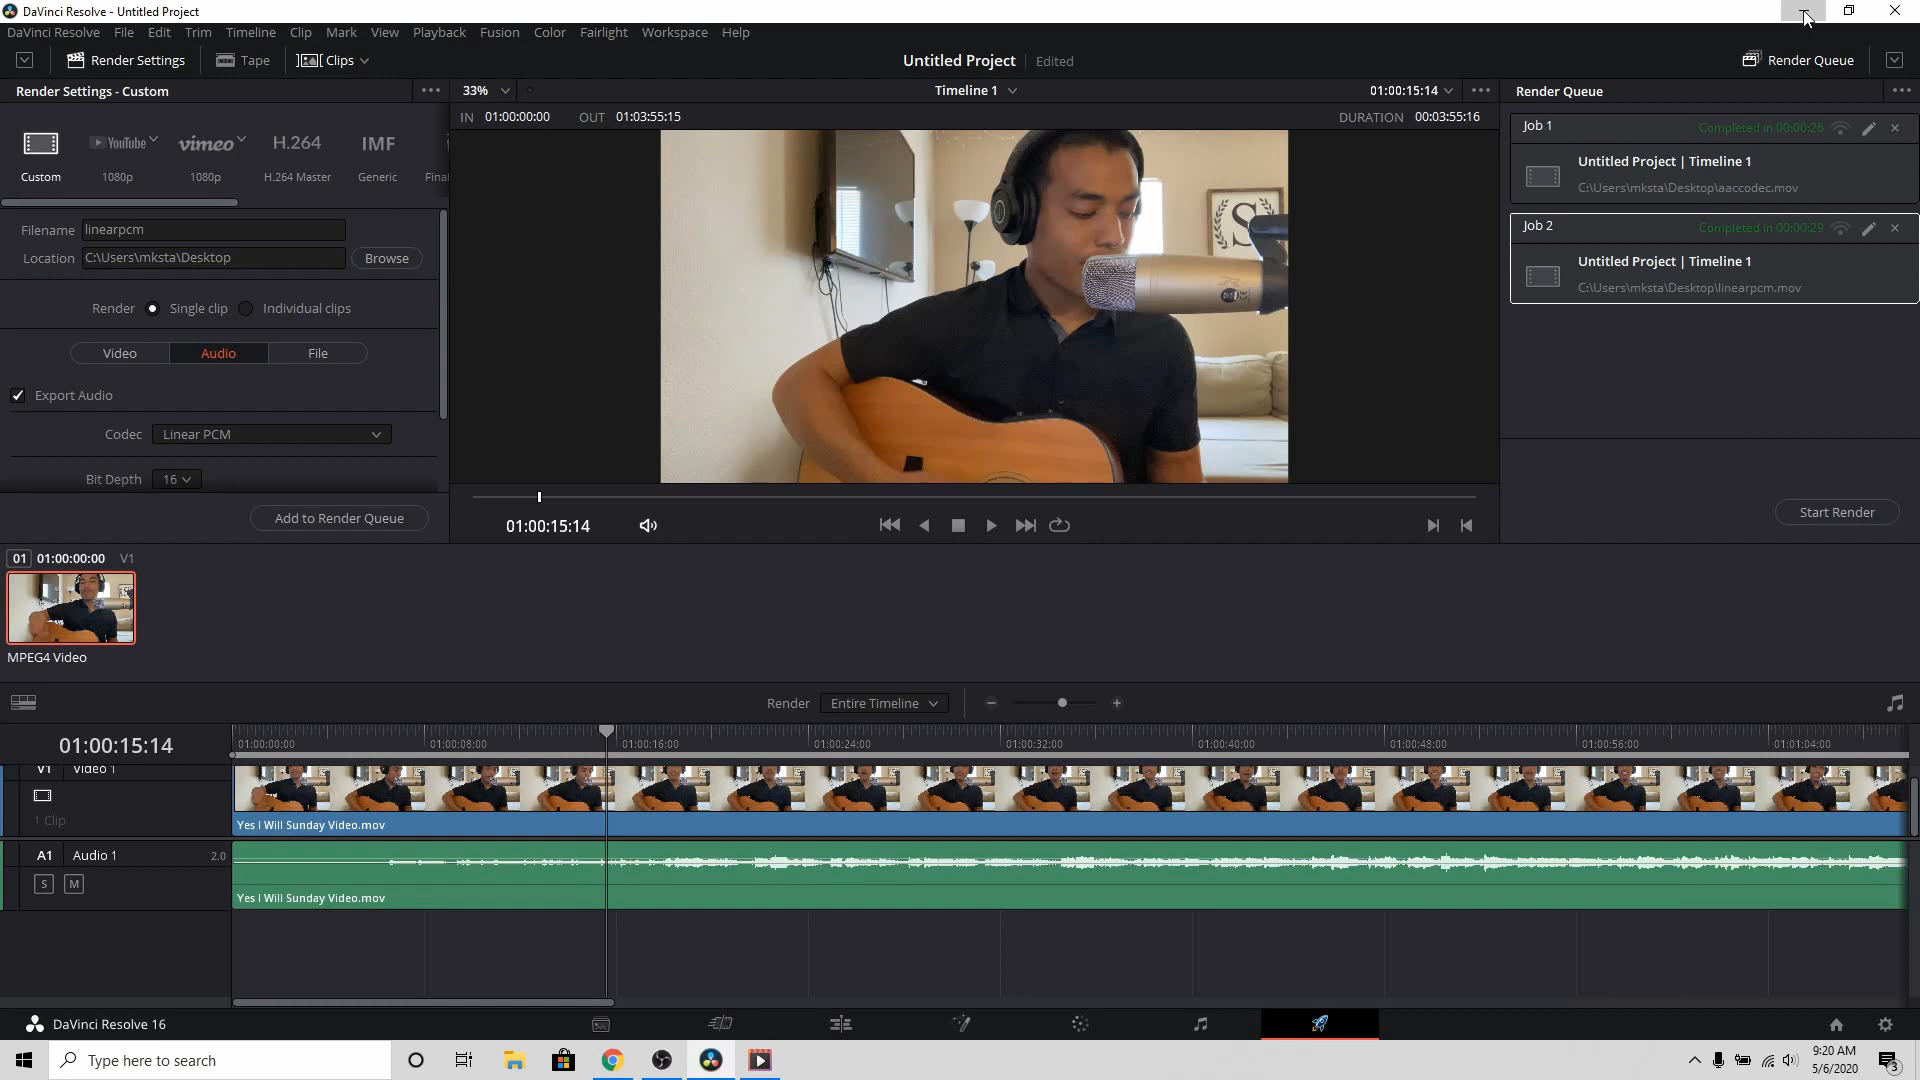 DaVinci Resolve - Untitled Project
DaVinci Resolve File Edit Trim Timeline Clip Mark View Playback Fusion Color Fairlight Workspace Help
Render Settings Tape Clips Untitled Project Edited Render Queue
Render Settings - Custom 33% Timeline 1 01:00:15:14 Render Queue
IN 01:00:00:00 OUT 01:03:55:15 DURATION 00:03:55:16
Job 1 Completed in 00:00:26
YouTube vimeo H.264 IMF
Untitled Project | Timeline 1
Custom 1080p 1080p H.264 Master Generic Final
C:\Users\mksta\Desktop\aaccodec.mov
Filename linearpcm
Job 2 Completed in 00:00:29
Location C:\Users\mksta\Desktop Browse
Untitled Project | Timeline 1
C:\Users\mksta\Desktop\linearpcm.mov
Render Single clip Individual clips
Video Audio File
Export Audio
Codec Linear PCM
Bit Depth 16
Add to Render Queue
Start Render
01:00:15:14
01 01:00:00:00 V1
MPEG4 Video
Render Entire Timeline
01:00:15:14 01:00:00:00 01:00:08:00 01:00:16:00 01:00:24:00 01:00:32:00 01:00:40:00 01:00:48:00 01:00:56:00 01:01:04:00
V1 Video 1
1 Clip
Yes I Will Sunday Video.mov
A1 Audio 1 2.0
S M
Yes I Will Sunday Video.mov
DaVinci Resolve 16
Type here to search
9:20 AM
5/6/2020
3